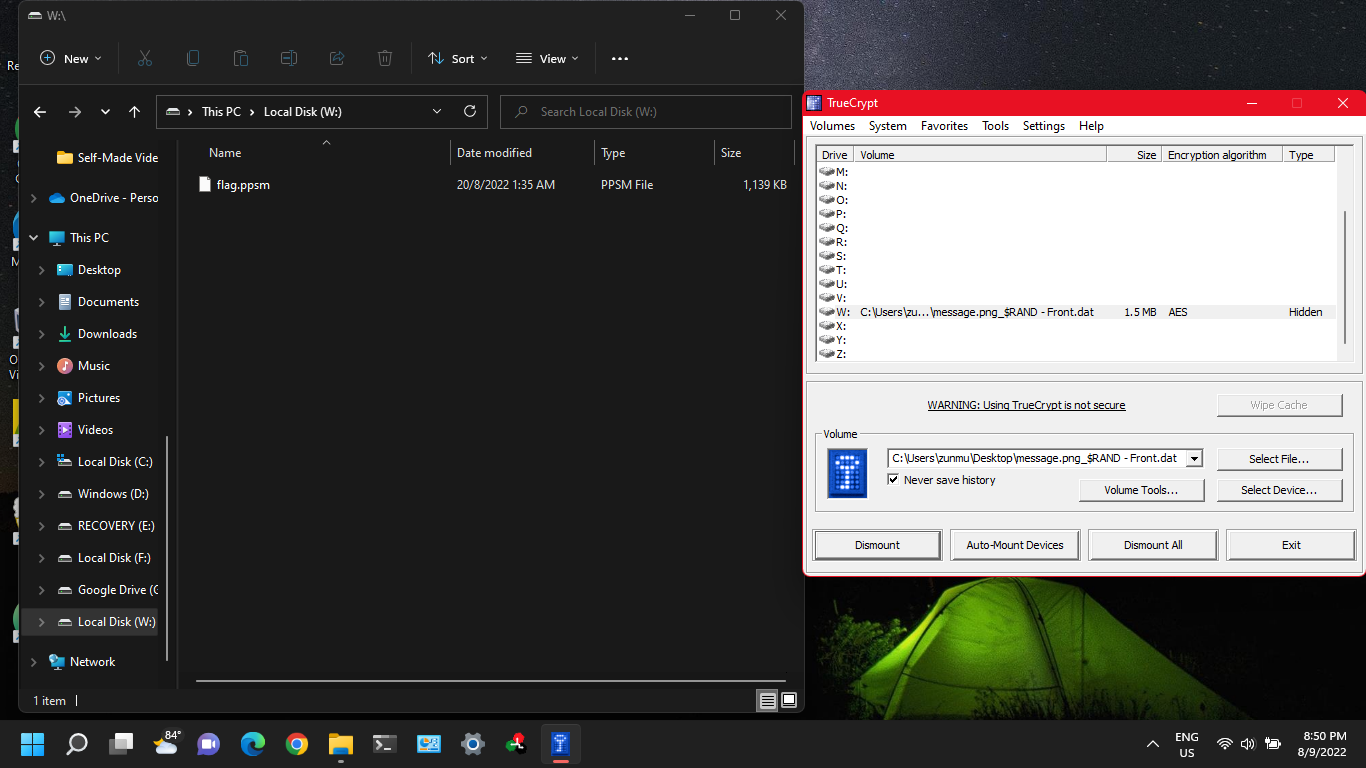 W:\
New
Sort
View
This PC
Local Disk (W:)
Search Local Disk (W:)
Name
Date modified
Type
Size
flag.ppsm
20/8/2022 1:35 AM
PPSM File
1,139 KB
Self-Made Vide
OneDrive - Perso
This PC
Desktop
Documents
Downloads
Music
Pictures
Videos
Local Disk (C:)
Windows (D:)
RECOVERY (E:)
Local Disk (F:)
Google Drive (G
Local Disk (W:)
Network
1 item
Re
TrueCrypt
Volumes System Favorites Tools Settings Help
Drive Volume Size Encryption algorithm Type
M:
N:
O:
P:
Q:
R:
S:
T:
U:
V:
W: C:\Users\zu...\message.png_$RAND - Front.dat 1.5 MB AES Hidden
X:
Y:
Z:
WARNING: Using TrueCrypt is not secure
Wipe Cache
Volume
C:\Users\zunmu\Desktop\message.png_$RAND - Front.dat
Select File...
Never save history
Volume Tools...
Select Device...
Dismount
Auto-Mount Devices
Dismount All
Exit
84°
1
ENG
US
8:50 PM
8/9/2022